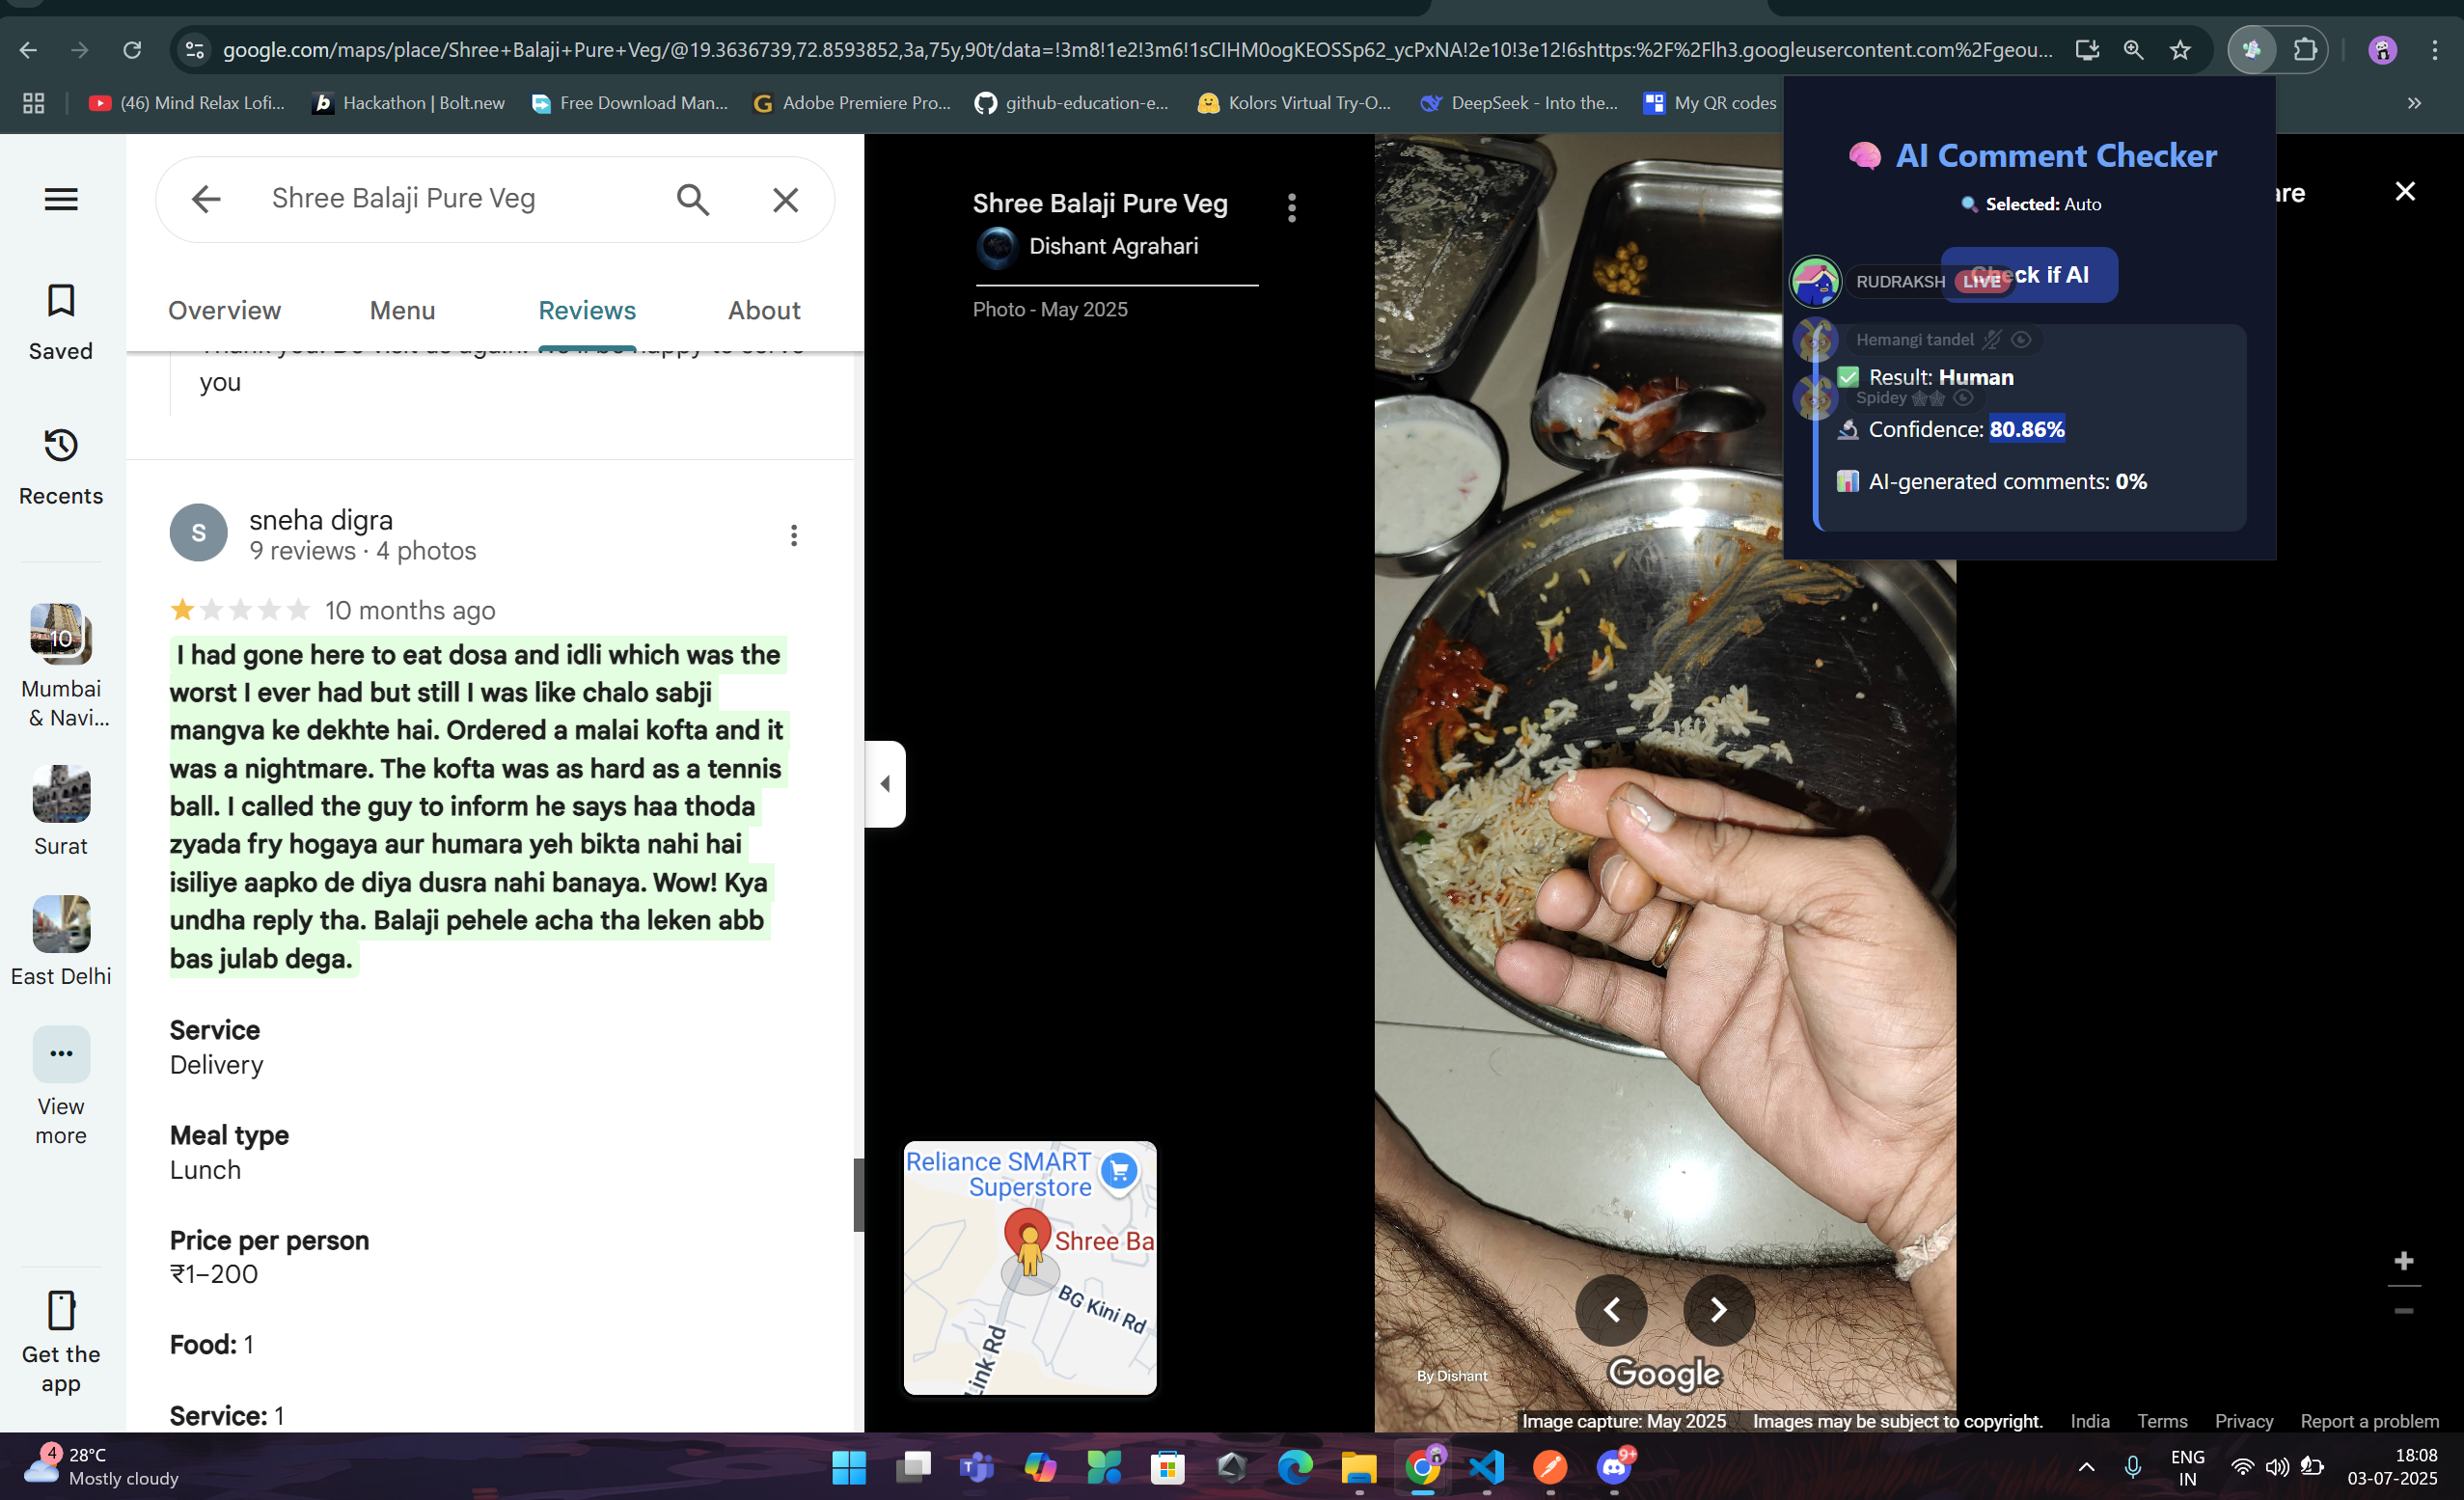 google.com/maps/place/Shree+Balaji+Pure+Veg/@19.3636739,72.8593852,3a,75y,90t/data=!3m8!1e2!3m6!1sCIHM0ogKEOSSp62_ycPxNA!2e10!3e12!6shttps:%2F%2Flh3.googleusercontent.com%2Fgeou...
(46) Mind Relax Lofi...
Hackathon | Bolt.new
Free Download Man...
Adobe Premiere Pro...
github-education-e...
Kolors Virtual Try-O...
DeepSeek - Into the...
My QR codes
Shree Balaji Pure Veg
Overview
Menu
Reviews
About
you
Saved
Recents
10
Mumbai
& Navi...
Surat
East Delhi
View
more
Get the
app
S
sneha digra
9 reviews · 4 photos
10 months ago
I had gone here to eat dosa and idli which was the
worst I ever had but still I was like chalo sabji
mangva ke dekhte hai. Ordered a malai kofta and it
was a nightmare. The kofta was as hard as a tennis
ball. I called the guy to inform he says haa thoda
zyada fry hogaya aur humara yeh bikta nahi hai
isiliye aapko de diya dusra nahi banaya. Wow! Kya
undha reply tha. Balaji pehele acha tha leken abb
bas julab dega.
Service
Delivery
Meal type
Lunch
Price per person
₹1–200
Food: 1
Service: 1
Shree Balaji Pure Veg
Dishant Agrahari
Photo - May 2025
AI Comment Checker
Selected: Auto
RUDRAKSH LIVE
ck if AI
Hemangi tandel
Result: Human
Spidey
Confidence: 80.86%
AI-generated comments: 0%
are
Reliance SMART
Superstore
Shree Ba
BG Kini Rd
Link Rd
By Dishant
Google
Image capture: May 2025
Images may be subject to copyright.
India
Terms
Privacy
Report a problem
4
28°C
Mostly cloudy
9+
ENG
IN
18:08
03-07-2025